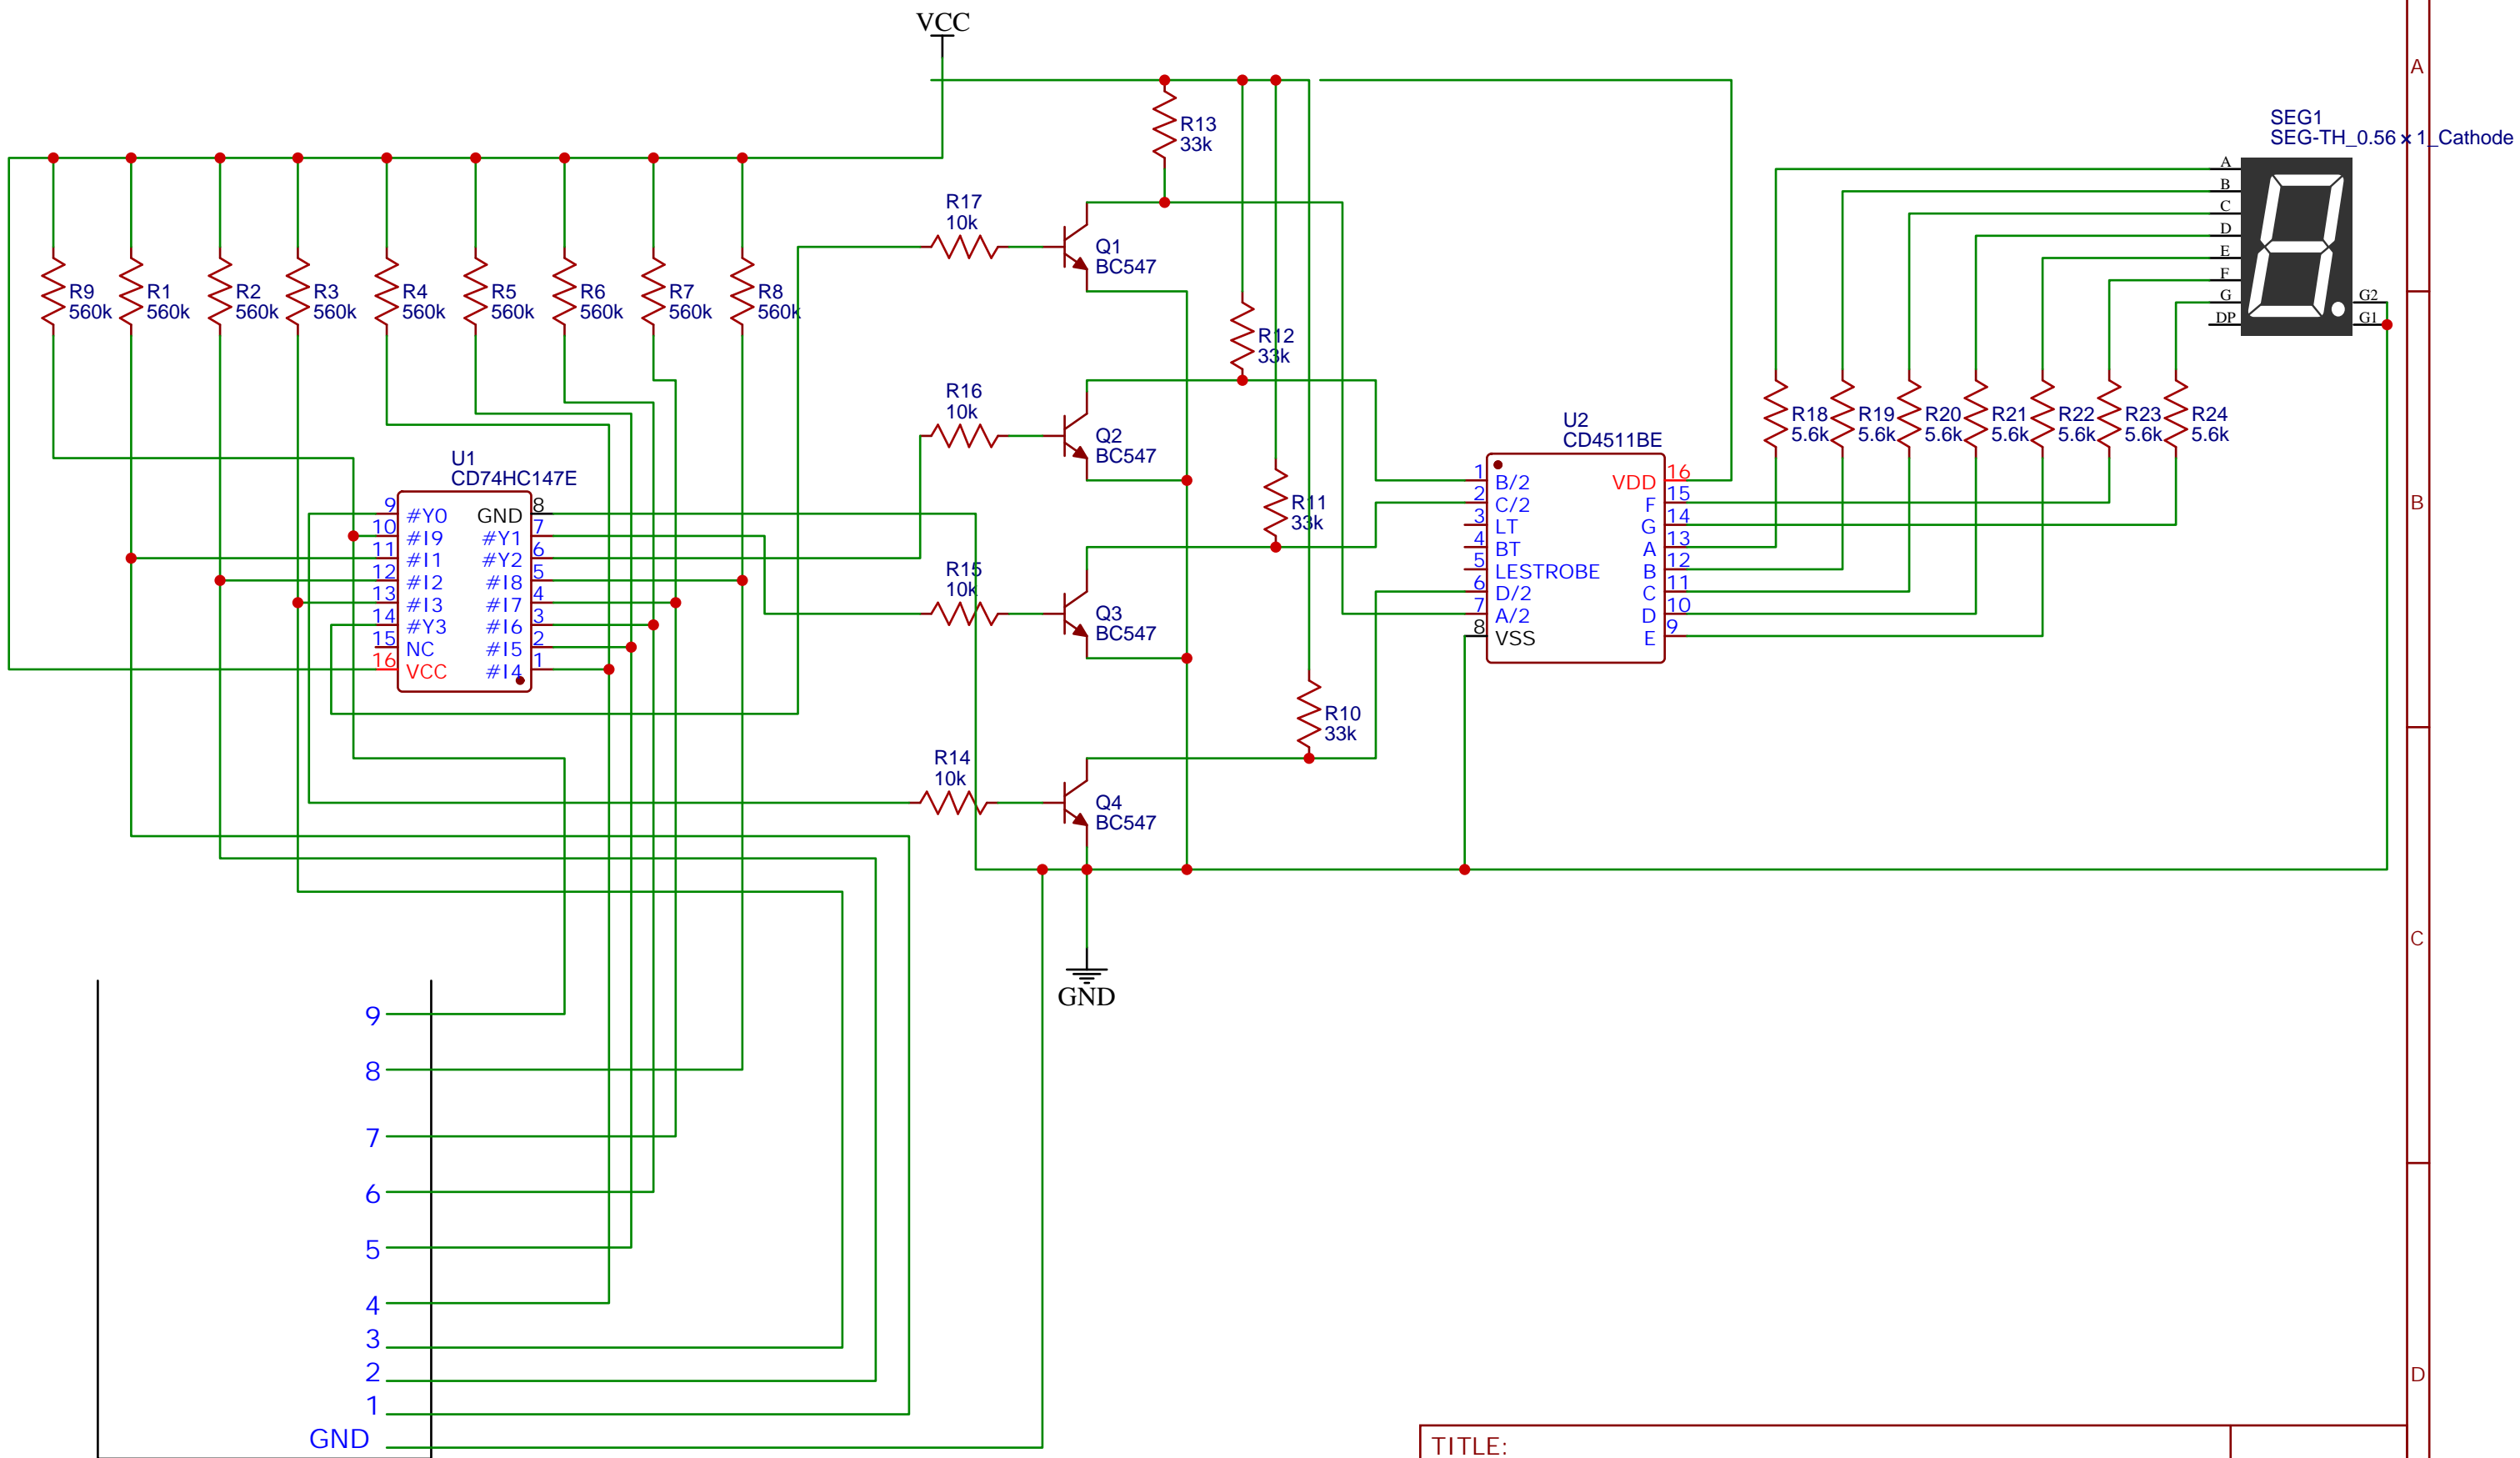 VCC
A
SEG1
SEG-TH_0.56 × 1_Cathode
R13
33k
A
B
C
D
E
F
G
DP
G2
G1
R17
10k
Q1
BC547
R9
560k
R1
560k
R2
560k
R3
560k
R4
560k
R5
560k
R6
560k
R7
560k
R8
560k
R12
33k
R16
10k
Q2
BC547
R18
5.6k
R19
5.6k
R20
5.6k
R21
5.6k
R22
5.6k
R23
5.6k
R24
5.6k
U2
CD4511BE
1 B/2 VDD 16
2 C/2 F 15
3 LT G 14
4 BT A 13
5 LESTROBE B 12
6 D/2 C 11
7 A/2 D 10
8 VSS E 9
B
U1
CD74HC147E
9 #Y0 GND 8
10 #I9 #Y1 7
11 #I1 #Y2 6
12 #I2 #I8 5
13 #I3 #I7 4
14 #Y3 #I6 3
15 NC #I5 2
16 VCC #I4 1
R11
33k
R15
10k
Q3
BC547
R10
33k
R14
10k
Q4
BC547
C
GND
9
8
7
6
5
4
3
2
1
GND
D
TITLE: